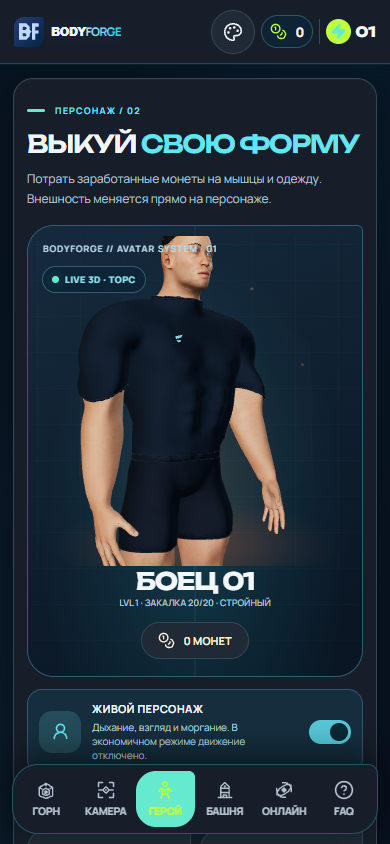 BF BODYFORGE
0
01
ПЕРСОНАЖ / 02
ВЫКУЙ СВОЮ ФОРМУ
Потрать заработанные монеты на мышцы и одежду.
Внешность меняется прямо на персонаже.
BODYFORGE // AVATAR SYSTEM 01
LIVE 3D · ТОРС
БОЕЦ 01
LVL 1 · ЗАКАЛКА 20/20 · СТРОЙНЫЙ
0 МОНЕТ
ЖИВОЙ ПЕРСОНАЖ
Дыхание, взгляд и моргание. В
экономичном режиме движение
отключено.
ГОРН
КАМЕРА
ГЕРОЙ
БАШНЯ
ОНЛАЙН
FAQ